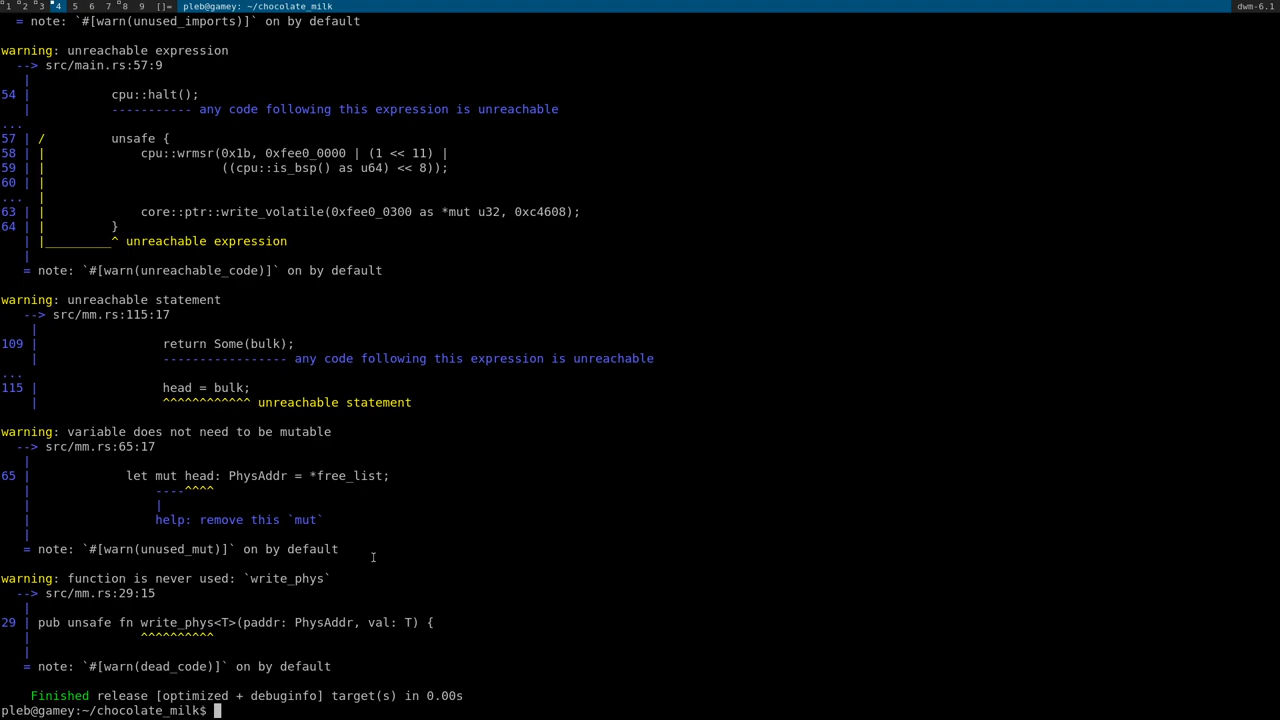 1 2 3 4 5 6 7 8 9 []= pleb@gamey: ~/chocolate_milk dwm-6.1
  = note: `#[warn(unused_imports)]` on by default
warning: unreachable expression
  --> src/main.rs:57:9
   |
54 |           cpu::halt();
   |           ----------- any code following this expression is unreachable
...
57 | /         unsafe {
58 | |             cpu::wrmsr(0x1b, 0xfee0_0000 | (1 << 11) |
59 | |                        ((cpu::is_bsp() as u64) << 8));
60 | |
...  |
63 | |             core::ptr::write_volatile(0xfee0_0300 as *mut u32, 0xc4608);
64 | |         }
   | |_________^ unreachable expression
   |
   = note: `#[warn(unreachable_code)]` on by default
warning: unreachable statement
   --> src/mm.rs:115:17
    |
109 |                 return Some(bulk);
    |                 ----------------- any code following this expression is unreachable
...
115 |                 head = bulk;
    |                 ^^^^^^^^^^^^ unreachable statement
warning: variable does not need to be mutable
  --> src/mm.rs:65:17
   |
65 |             let mut head: PhysAddr = *free_list;
   |                 ----^^^^
   |                 |
   |                 help: remove this `mut`
   |
   = note: `#[warn(unused_mut)]` on by default
warning: function is never used: `write_phys`
  --> src/mm.rs:29:15
   |
29 | pub unsafe fn write_phys<T>(paddr: PhysAddr, val: T) {
   |               ^^^^^^^^^^
   |
   = note: `#[warn(dead_code)]` on by default
    Finished release [optimized + debuginfo] target(s) in 0.00s
pleb@gamey:~/chocolate_milk$